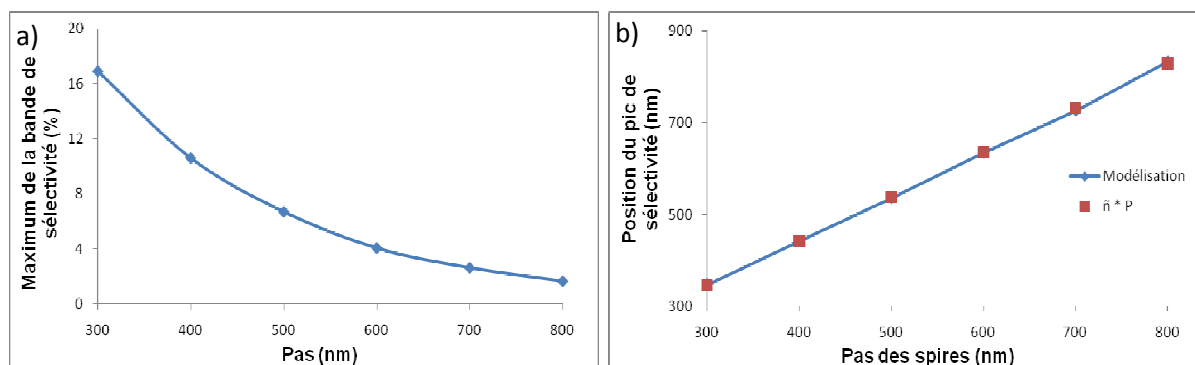 a)
Maximum de la bande de
sélectivité (%)
20
16
12
8
4
0
300 400 500 600 700 800
Pas (nm)
b)
Position du pic de
sélectivité (nm)
900
700
500
300
300 400 500 600 700 800
Pas des spires (nm)
Modélisation
ñ * P